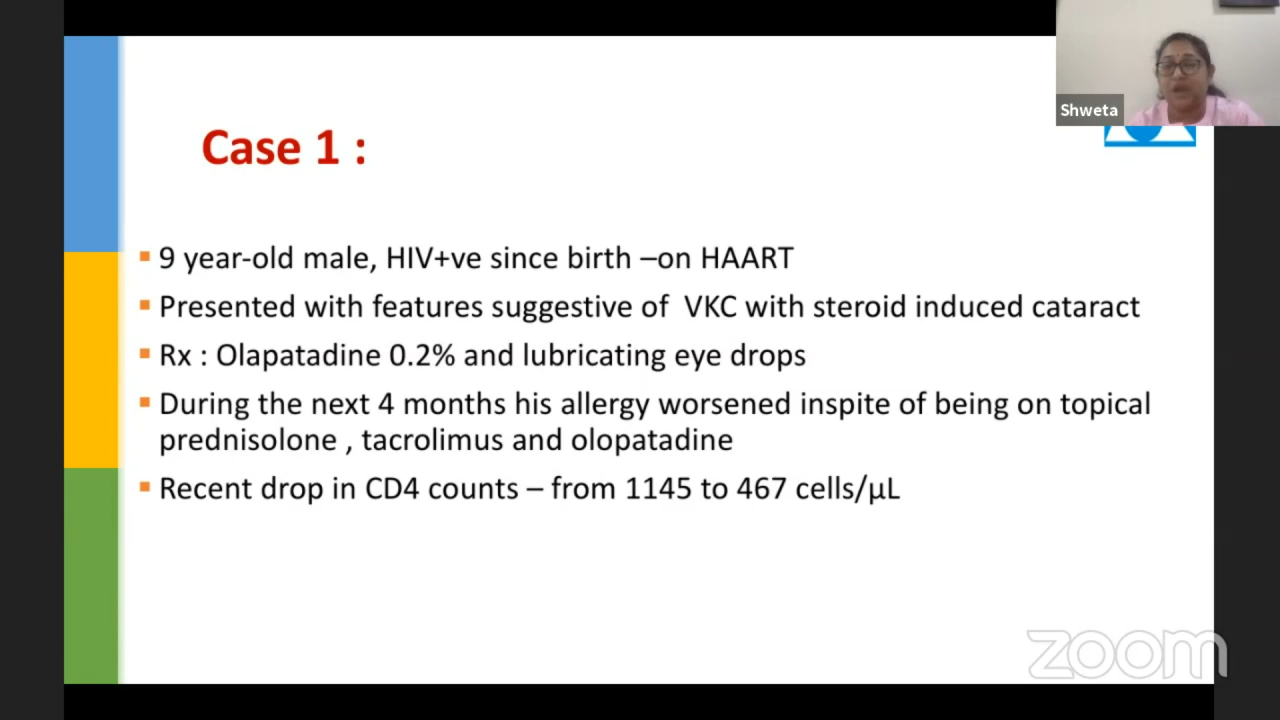 Shweta
Case 1 :
9 year-old male, HIV+ve since birth –on HAART
Presented with features suggestive of VKC with steroid induced cataract
Rx : Olapatadine 0.2% and lubricating eye drops
During the next 4 months his allergy worsened inspite of being on topical
prednisolone , tacrolimus and olopatadine
Recent drop in CD4 counts – from 1145 to 467 cells/µL
zoom